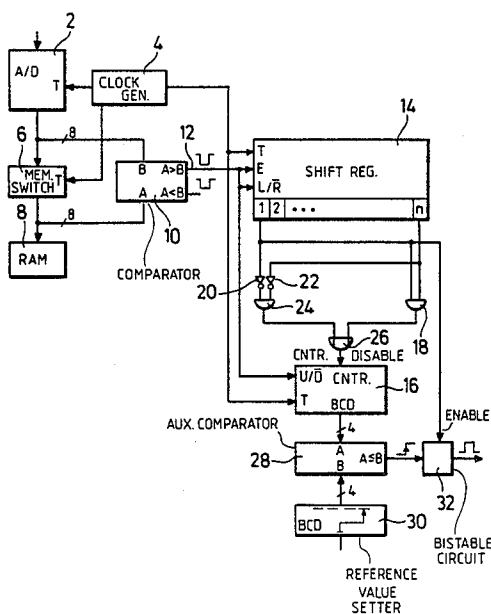 2
4
A/D
T
CLOCK
GEN.
14
6
8
12
MEM.
SWITCH
T
B
A>B
A
A<B
10
T
E
L/R̅
SHIFT REG.
1 2 ••• n
8
8
RAM
COMPARATOR
20
22
24
18
26
CNTR. DISABLE
U/D̅ CNTR.
16
T
BCD
4
ENABLE
AUX. COMPARATOR
28
A
B
A≤B
32
4
BCD
30
BISTABLE
CIRCUIT
REFERENCE
VALUE
SETTER